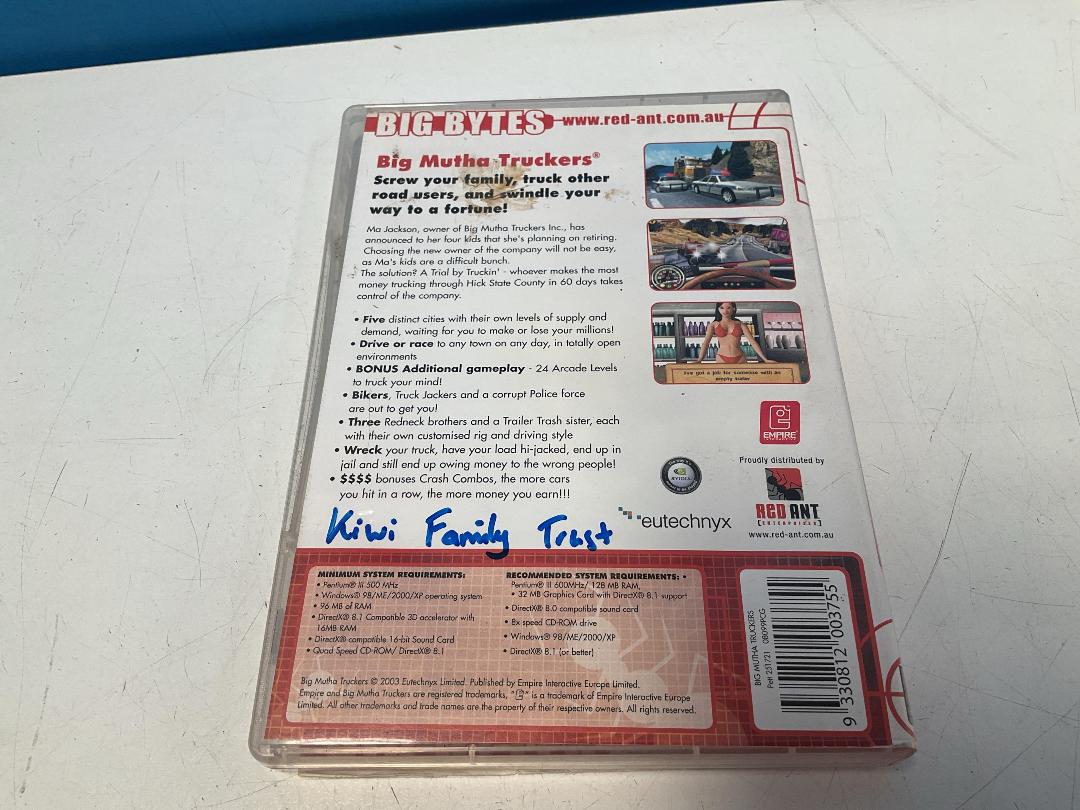 BIG BYTES www.red-ant.com.au
Big Mutha Truckers®
Screw your family, truck other
road users, and swindle your
way to a fortune!
Ma Jackson, owner of Big Mutha Truckers Inc., has
announced to her four kids that she's planning on retiring.
Choosing the new owner of the company will not be easy,
as Ma's kids are a difficult bunch.
The solution? A Trial by Truckin' - whoever makes the most
money trucking through Hick State County in 60 days takes
control of the company.
• Five distinct cities with their own levels of supply and
demand, waiting for you to make or lose your millions!
• Drive or race to any town on any day, in totally open
environments
• BONUS Additional gameplay - 24 Arcade Levels
to truck your mind!
• Bikers, Truck Jackers and a corrupt Police force
are out to get you!
• Three Redneck brothers and a Trailer Trash sister, each
with their own customised rig and driving style
• Wreck your truck, have your load hi-jacked, end up in
jail and still end up owing money to the wrong people!
• $$$$ bonuses Crash Combos, the more cars
you hit in a row, the more money you earn!!!
I've got a job for someone with an
empty trailer
EMPIRE
Proudly distributed by
NVIDIA
RED ANT
[ENTERPRISES]
www.red-ant.com.au
eutechnyx
Kiwi Family Trust
MINIMUM SYSTEM REQUIREMENTS:
• Pentium® III 500 MHz
• Windows® 98/ME/2000/XP operating system
• 96 MB of RAM
• DirectX® 8.1 Compatible 3D accelerator with
16MB RAM
• DirectX® compatible 16-bit Sound Card
• Quad Speed CD-ROM/ DirectX® 8.1
RECOMMENDED SYSTEM REQUIREMENTS: •
Pentium® III 600MHz/ 128 MB RAM,
• 32 MB Graphics Card with DirectX® 8.1 support
• DirectX® 8.0 compatible sound card
• 8x speed CD-ROM drive
• Windows® 98/ME/2000/XP
• DirectX® 8.1 (or better)
Big Mutha Truckers © 2003 Eutechnyx Limited. Published by Empire Interactive Europe Limited.
Empire and Big Mutha Truckers are registered trademarks, "E" is a trademark of Empire Interactive Europe
Limited. All other trademarks and trade names are the property of their respective owners. All rights reserved.
BIG MUTHA TRUCKERS
9 330812 003755